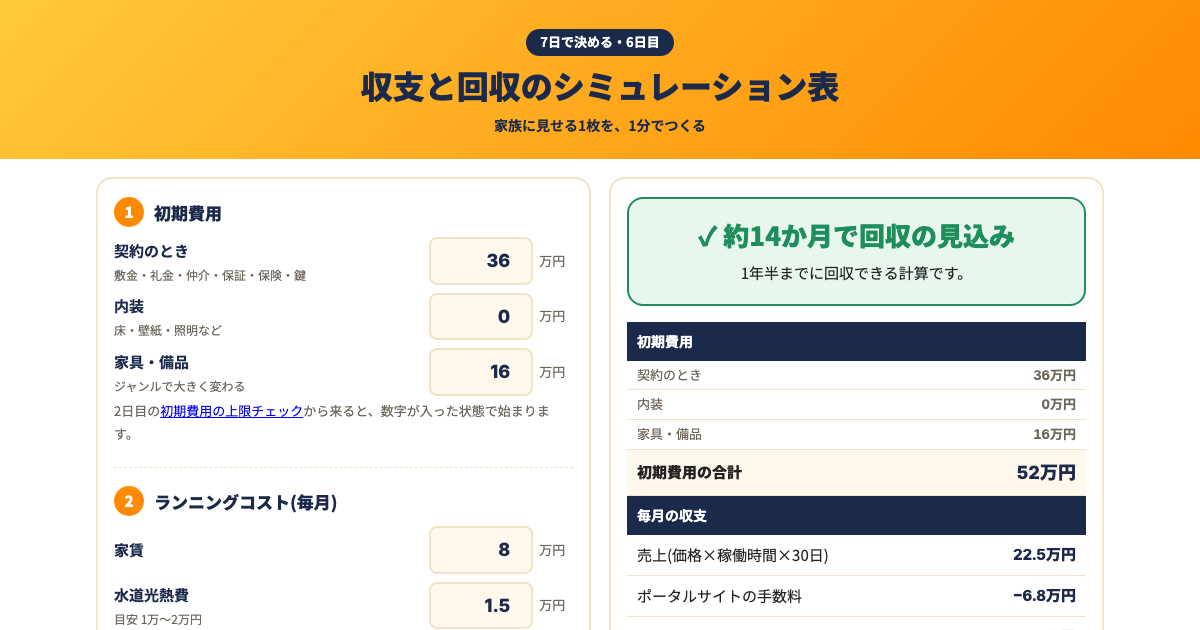 7日で決める・6日目
収支と回収のシミュレーション表
家族に見せる1枚を、1分でつくる
1 初期費用
契約のとき
敷金・礼金・仲介・保証・保険・鍵
36 万円
内装
床・壁紙・照明など
0 万円
家具・備品
ジャンルで大きく変わる
16 万円
2日目の初期費用の上限チェックから来ると、数字が入った状態で始まりま
す。
2 ランニングコスト(毎月)
家賃
8 万円
水道光熱費
目安 1万〜2万円
1.5 万円
✓ 約14か月で回収の見込み
1年半までに回収できる計算です。
初期費用
契約のとき 36万円
内装 0万円
家具・備品 16万円
初期費用の合計 52万円
毎月の収支
売上(価格×稼働時間×30日) 22.5万円
ポータルサイトの手数料 −6.8万円